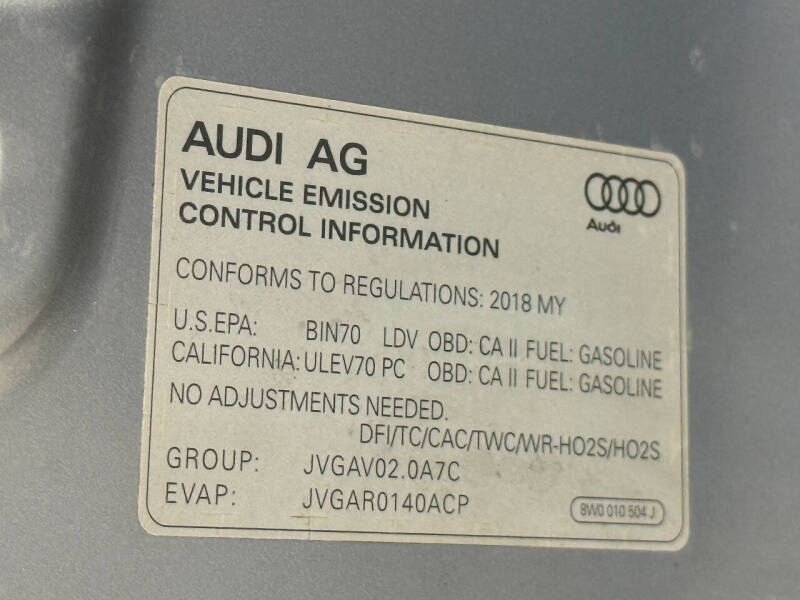 AUDI AG
VEHICLE EMISSION
CONTROL INFORMATION
Audi
CONFORMS TO REGULATIONS: 2018 MY
U.S.EPA: BIN70 LDV OBD: CA II FUEL: GASOLINE
CALIFORNIA: ULEV70 PC OBD: CA II FUEL: GASOLINE
NO ADJUSTMENTS NEEDED.
DFI/TC/CAC/TWC/WR-HO2S/HO2S
GROUP: JVGAV02.0A7C
EVAP: JVGAR0140ACP
8W0 010 504 J